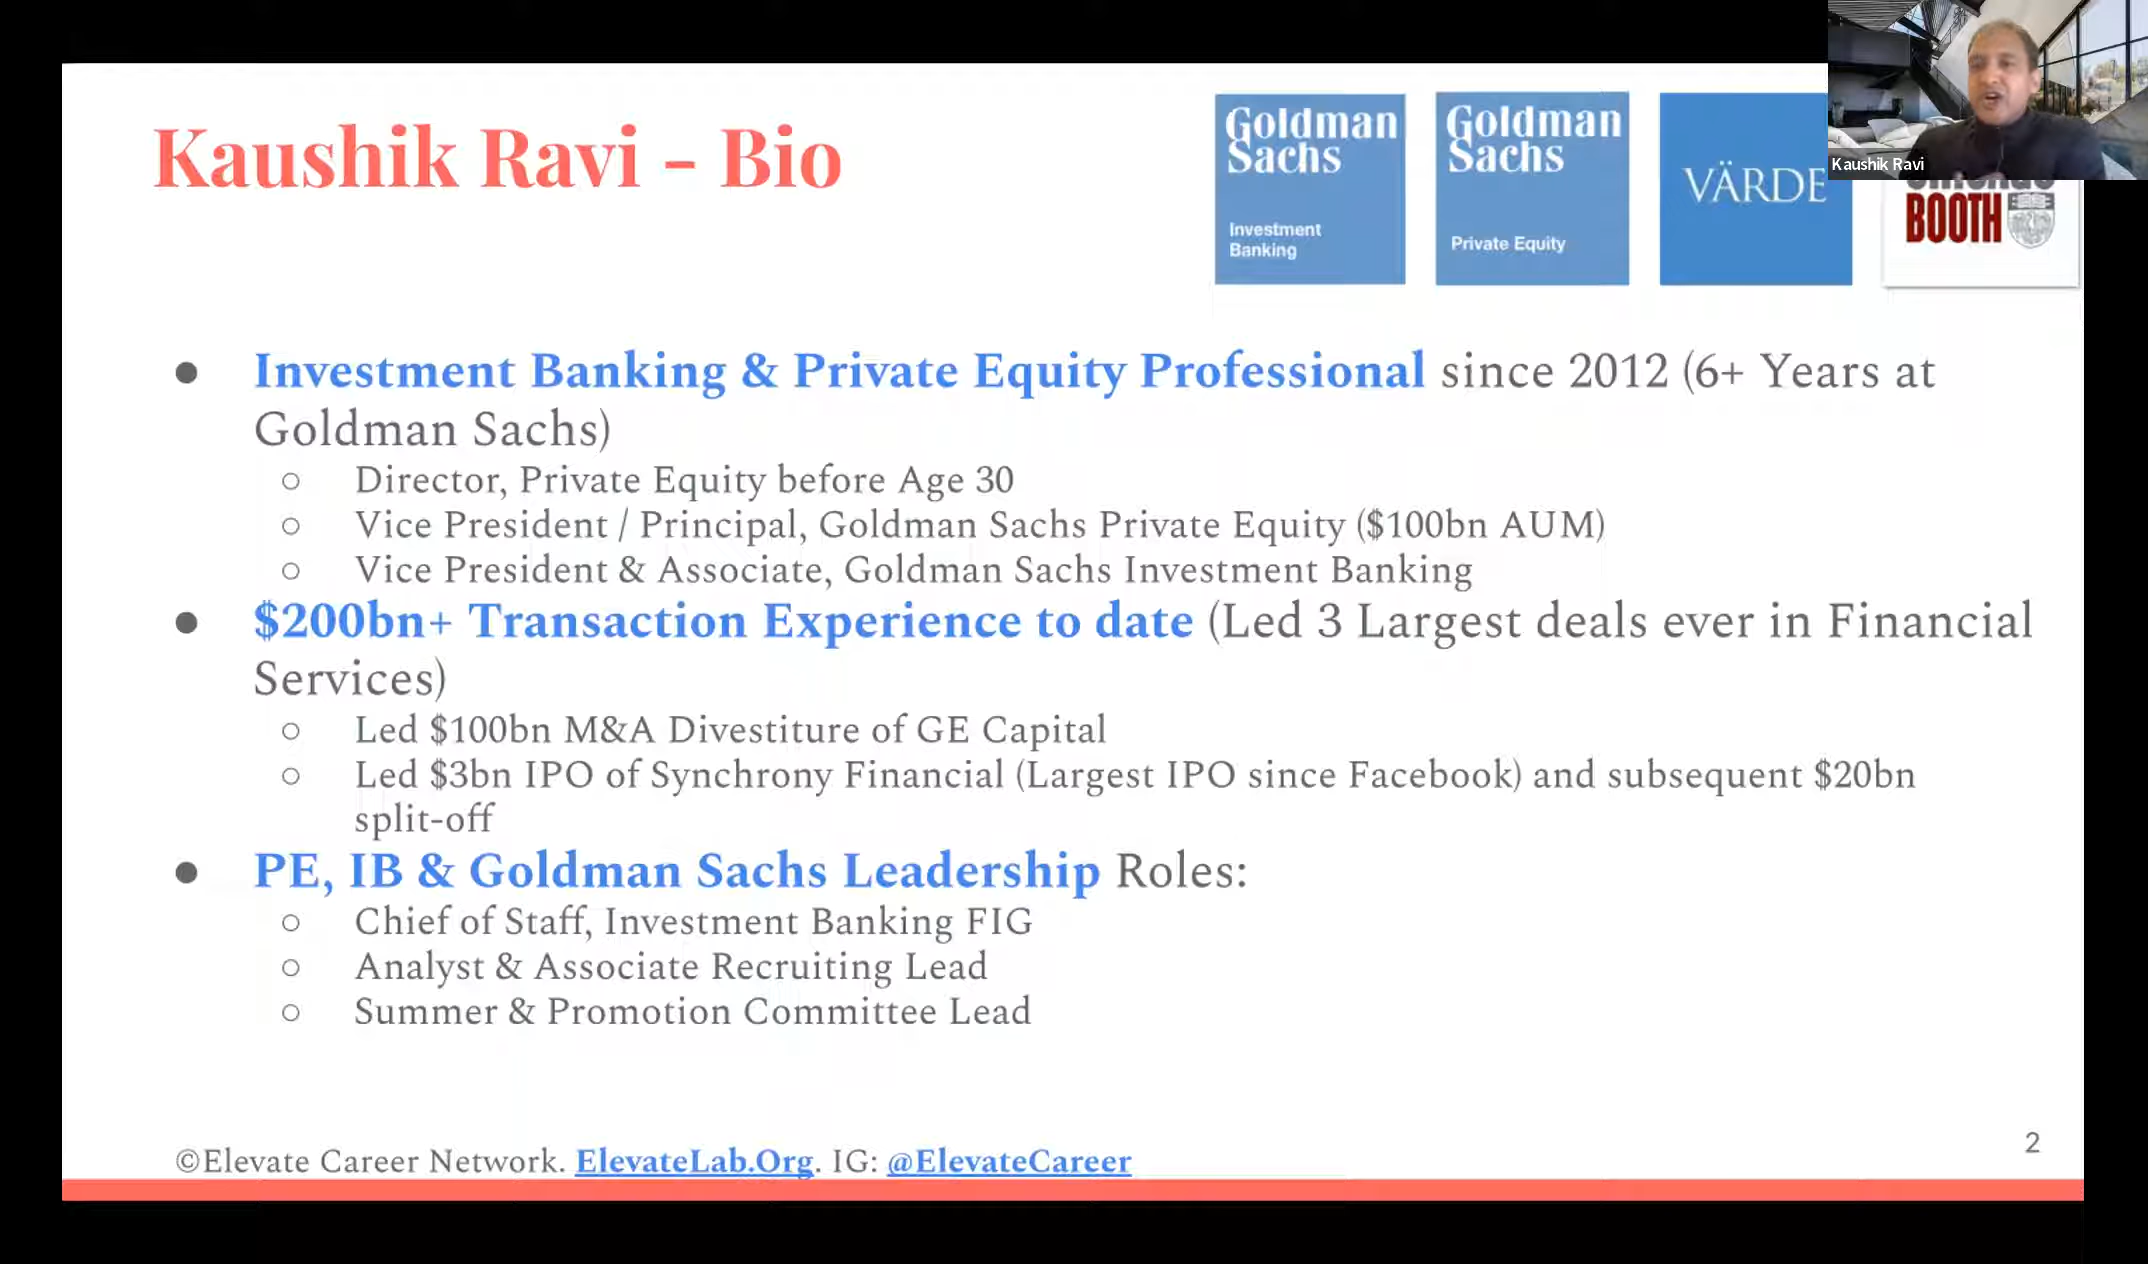 Kaushik Ravi - Bio
Goldman
Sachs
Investment
Banking
Goldman
Sachs
Private Equity
VÄRDE
BOOTH
Kaushik Ravi
● Investment Banking & Private Equity Professional since 2012 (6+ Years at
Goldman Sachs)
○ Director, Private Equity before Age 30
○ Vice President / Principal, Goldman Sachs Private Equity ($100bn AUM)
○ Vice President & Associate, Goldman Sachs Investment Banking
● $200bn+ Transaction Experience to date (Led 3 Largest deals ever in Financial
Services)
○ Led $100bn M&A Divestiture of GE Capital
○ Led $3bn IPO of Synchrony Financial (Largest IPO since Facebook) and subsequent $20bn
split-off
● PE, IB & Goldman Sachs Leadership Roles:
○ Chief of Staff, Investment Banking FIG
○ Analyst & Associate Recruiting Lead
○ Summer & Promotion Committee Lead
©Elevate Career Network. ElevateLab.Org. IG: @ElevateCareer
2